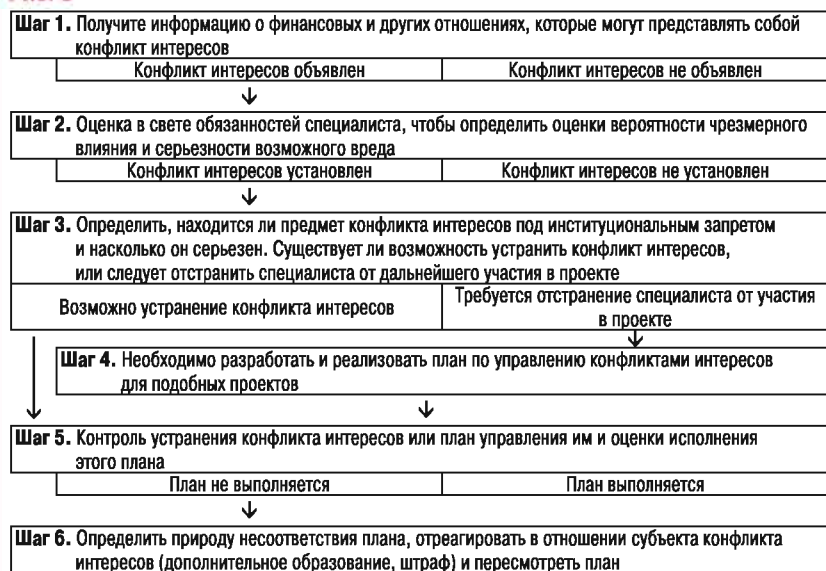 Шаг 1. Получите информацию о финансовых и других отношениях, которые могут представлять собой
конфликт интересов
Конфликт интересов объявлен
Конфликт интересов не объявлен
Шаг 2. Оценка в свете обязанностей специалиста, чтобы определить оценки вероятности чрезмерного
влияния и серьезности возможного вреда
Конфликт интересов установлен
Конфликт интересов не установлен
Шаг 3. Определить, находится ли предмет конфликта интересов под институциональным запретом
и насколько он серьезен. Существует ли возможность устранить конфликт интересов,
или следует отстранить специалиста от дальнейшего участия в проекте
Возможно устранение конфликта интересов
Требуется отстранение специалиста от участия
в проекте
Шаг 4. Необходимо разработать и реализовать план по управлению конфликтами интересов
для подобных проектов
Шаг 5. Контроль устранения конфликта интересов или план управления им и оценки исполнения
этого плана
План не выполняется
План выполняется
Шаг 6. Определить природу несоответствия плана, отреагировать в отношении субъекта конфликта
интересов (дополнительное образование, штраф) и пересмотреть план